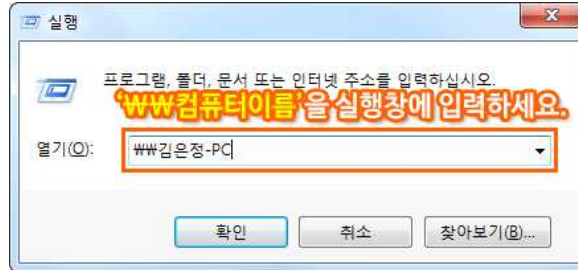 실행
프로그램, 폴더, 문서 또는 인터넷 주소를 입력하십시오.
'₩₩컴퓨터이름'을 실행창에 입력하세요.
열기(O): ₩₩김은정-PC
확인 취소 찾아보기(B)...